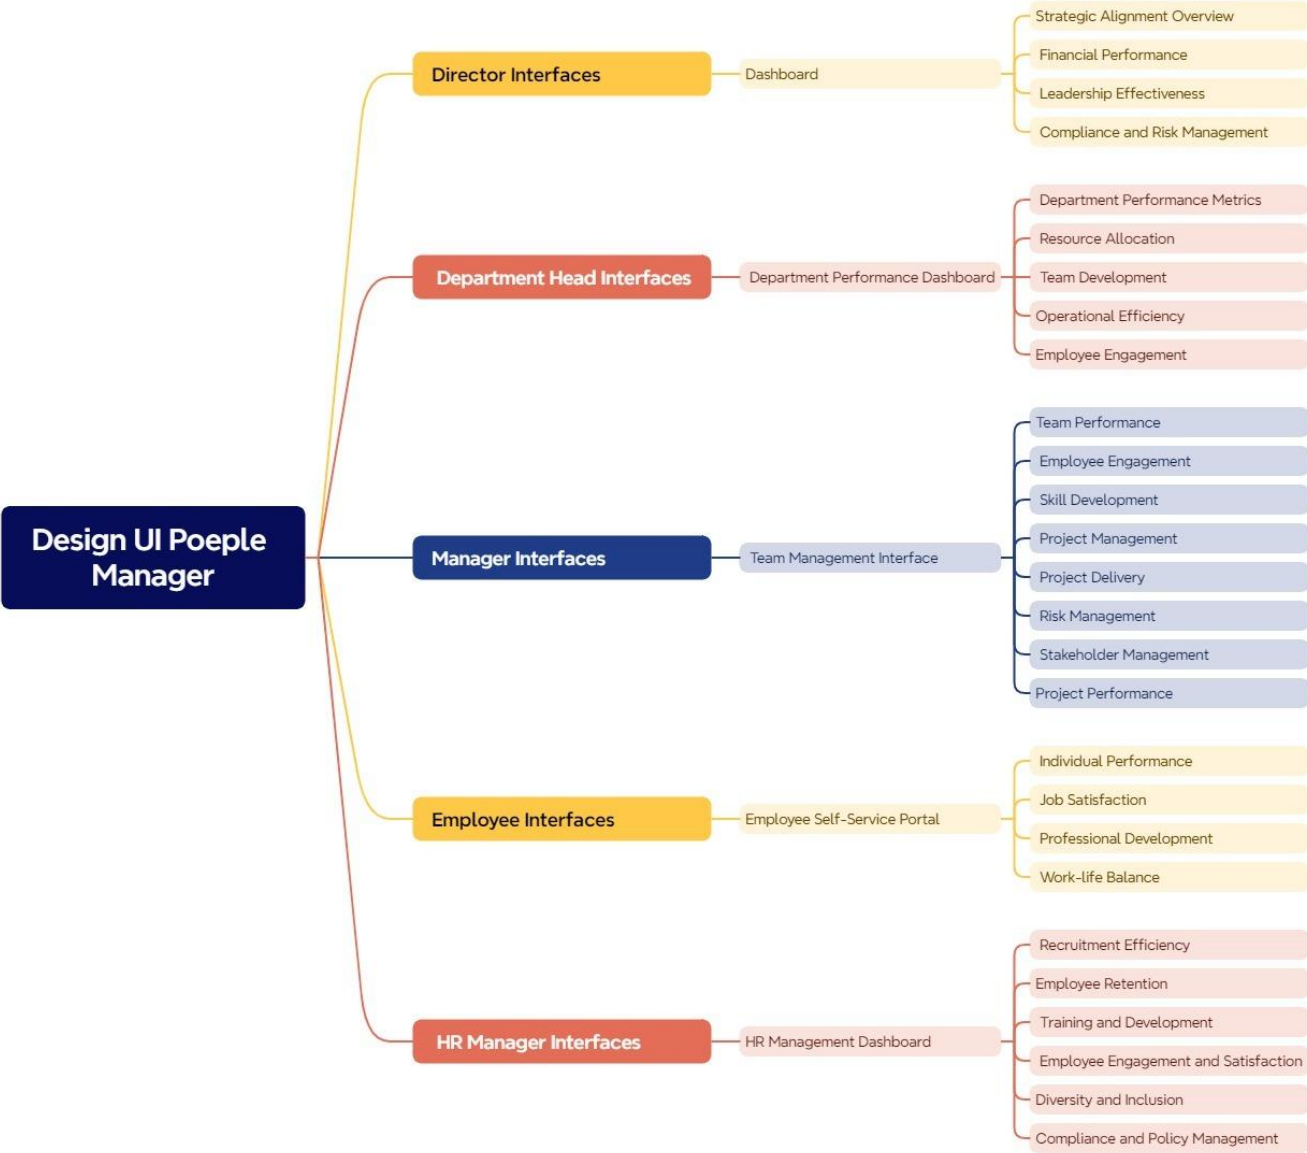 Design UI Poeple
Manager
Director Interfaces
Dashboard
Strategic Alignment Overview
Financial Performance
Leadership Effectiveness
Compliance and Risk Management
Department Head Interfaces
Department Performance Dashboard
Department Performance Metrics
Resource Allocation
Team Development
Operational Efficiency
Employee Engagement
Manager Interfaces
Team Management Interface
Team Performance
Employee Engagement
Skill Development
Project Management
Project Delivery
Risk Management
Stakeholder Management
Project Performance
Employee Interfaces
Employee Self-Service Portal
Individual Performance
Job Satisfaction
Professional Development
Work-life Balance
HR Manager Interfaces
HR Management Dashboard
Recruitment Efficiency
Employee Retention
Training and Development
Employee Engagement and Satisfaction
Diversity and Inclusion
Compliance and Policy Management